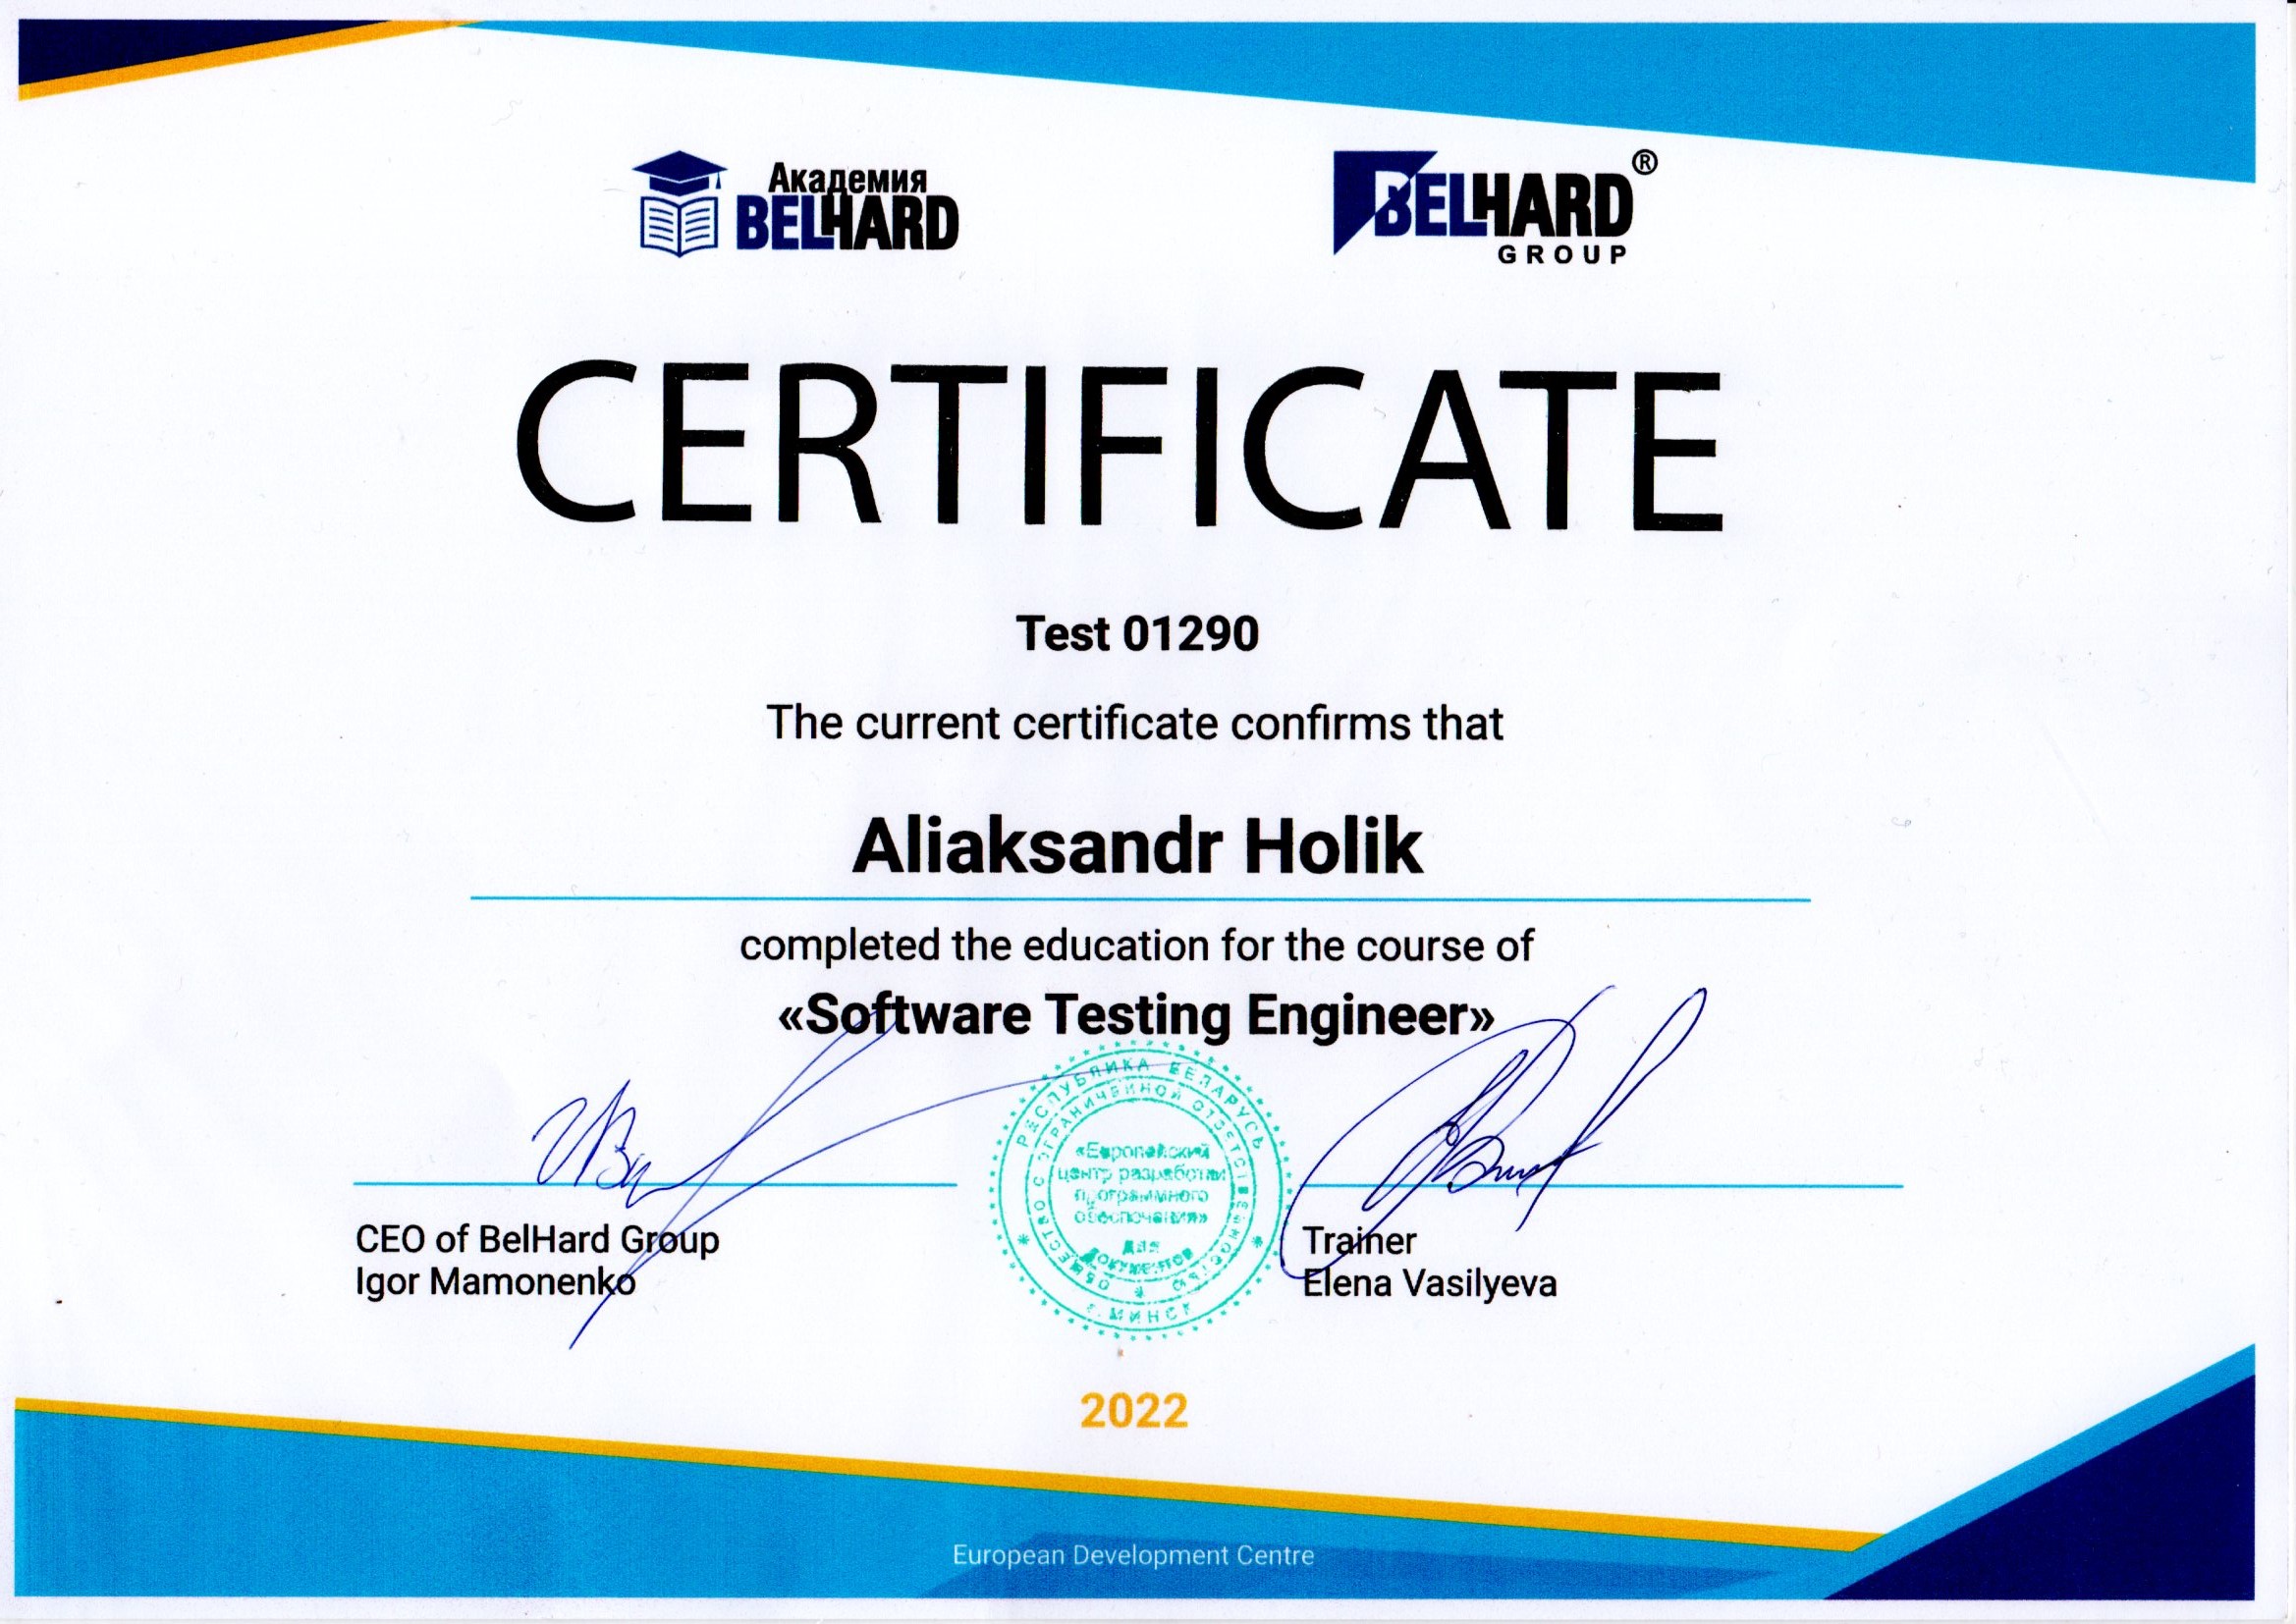 Академия
BELHARD
BELHARD®
GROUP
CERTIFICATE
Test 01290
The current certificate confirms that
Aliaksandr Holik
completed the education for the course of
«Software Testing Engineer»
РЕСПУБЛИКА БЕЛАРУСЬ
ОБЩЕСТВО С ОГРАНИЧЕННОЙ ОТВЕТСТВЕННОСТЬЮ
«Европейский
центр разработки
программного
обеспечения»
Для
документов
г. МИНСК
CEO of BelHard Group
Igor Mamonenko
Trainer
Elena Vasilyeva
2022
European Development Centre